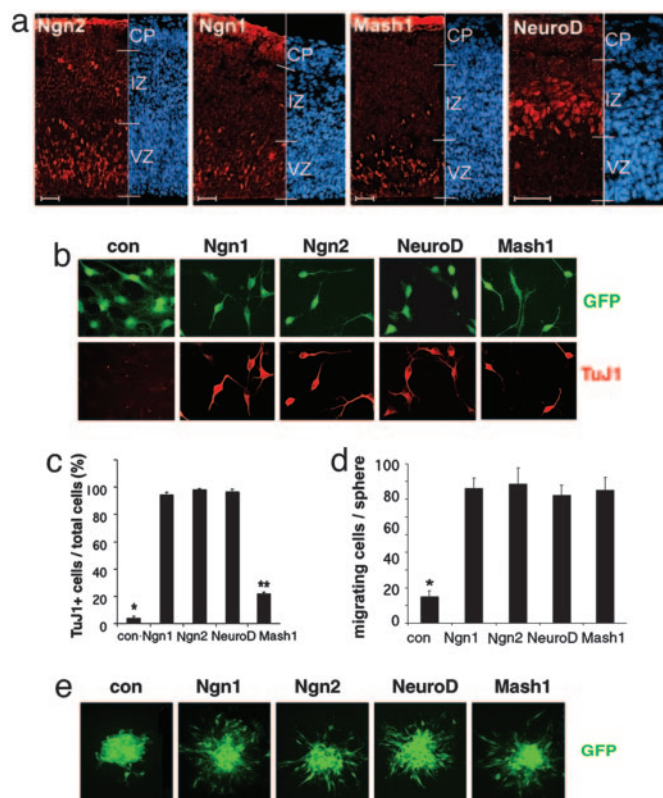 a
Ngn2 Ngn1 Mash1 NeuroD
CP CP CP CP
IZ IZ IZ IZ
VZ VZ VZ VZ
b
con Ngn1 Ngn2 NeuroD Mash1
GFP
TuJ1
c
TuJ1+ cells / total cells (%)
100
80
60
40
20
0
* **
con Ngn1 Ngn2 NeuroD Mash1
d
migrating cells / sphere
100
80
60
40
20
0
*
con Ngn1 Ngn2 NeuroD Mash1
e
con Ngn1 Ngn2 NeuroD Mash1
GFP